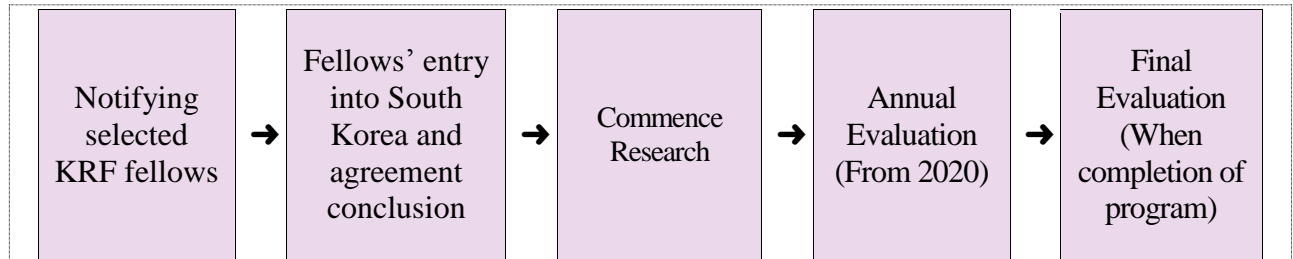 Notifying
selected
KRF fellows
➜
Fellows’ entry
into South
Korea and
agreement
conclusion
➜
Commence
Research
➜
Annual
Evaluation
(From 2020)
➜
Final
Evaluation
(When
completion of
program)